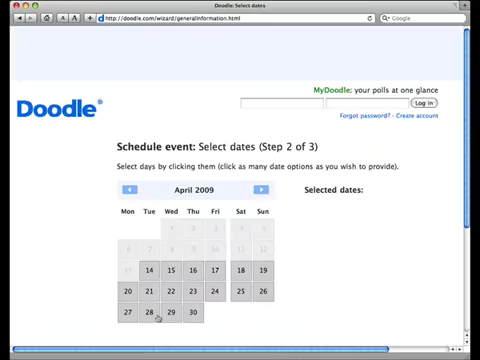 Doodle: Select dates
http://doodle.com/wizard/generalinformation.html
Google
MyDoodle: your polls at one glance
Log in
Forgot password? - Create account
Doodle®
Schedule event: Select dates (Step 2 of 3)
Select days by clicking them (click as many date options as you wish to provide).
April 2009
Selected dates:
Mon Tue Wed Thu Fri Sat Sun
1 2 3 4 5
6 7 8 9 10 11 12
13 14 15 16 17 18 19
20 21 22 23 24 25 26
27 28 29 30